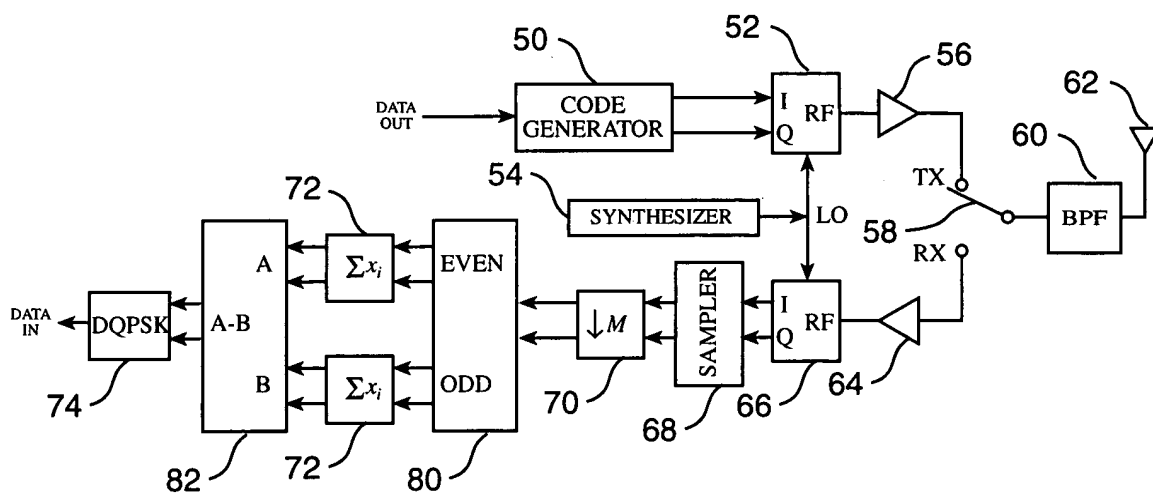 50
52
56
62
DATA
OUT
CODE
GENERATOR
I
Q
RF
60
54
SYNTHESIZER
LO
TX
58
BPF
72
RX
EVEN
A
Σxᵢ
DATA
IN
DQPSK
A-B
↓M
SAMPLER
I
Q
RF
B
Σxᵢ
ODD
74
70
68
66
64
82
72
80